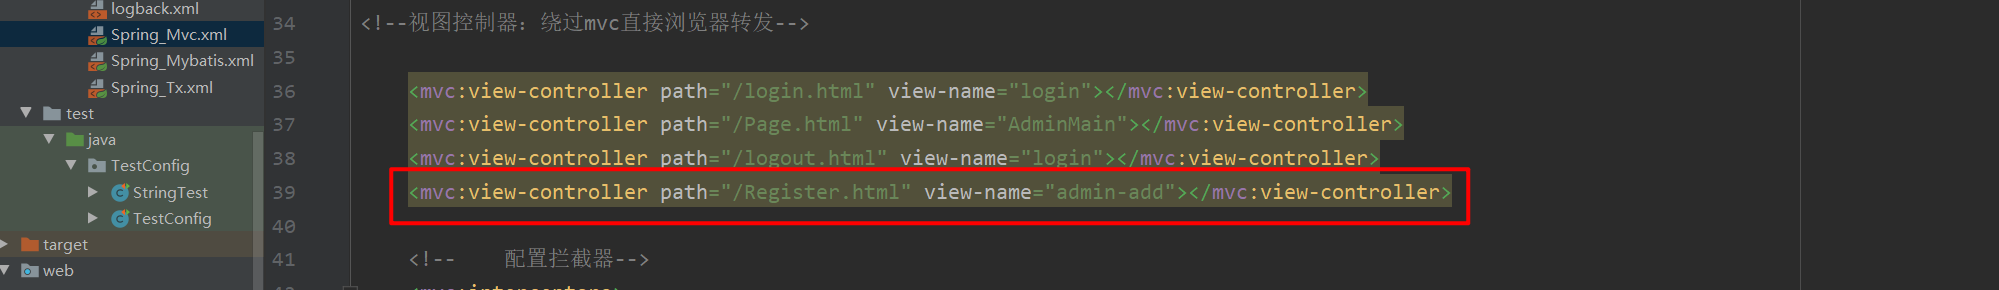 logback.xml
Spring_Mvc.xml
Spring_Mybatis.xml
Spring_Tx.xml
test
java
TestConfig
StringTest
TestConfig
target
web
34 <!--视图控制器: 绕过mvc直接浏览器转发-->
35
36 <mvc:view-controller path="/login.html" view-name="login"></mvc:view-controller>
37 <mvc:view-controller path="/Page.html" view-name="AdminMain"></mvc:view-controller>
38 <mvc:view-controller path="/logout.html" view-name="login"></mvc:view-controller>
39 <mvc:view-controller path="/Register.html" view-name="admin-add"></mvc:view-controller>
40
41 <!-- 配置拦截器-->